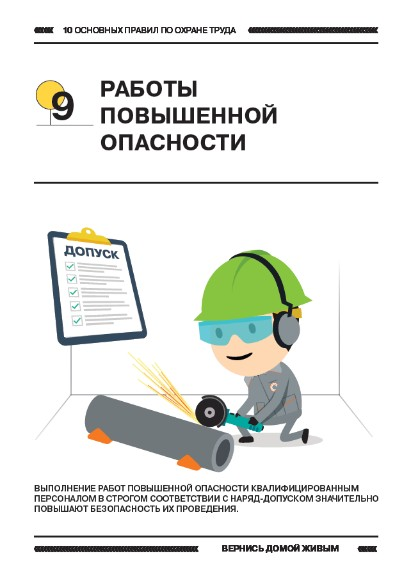 10 ОСНОВНЫХ ПРАВИЛ ПО ОХРАНЕ ТРУДА
9
РАБОТЫ
ПОВЫШЕННОЙ
ОПАСНОСТИ
ДОПУСК
ВЫПОЛНЕНИЕ РАБОТ ПОВЫШЕННОЙ ОПАСНОСТИ КВАЛИФИЦИРОВАННЫМ
ПЕРСОНАЛОМ В СТРОГОМ СООТВЕТСТВИИ С НАРЯД-ДОПУСКОМ ЗНАЧИТЕЛЬНО
ПОВЫШАЮТ БЕЗОПАСНОСТЬ ИХ ПРОВЕДЕНИЯ.
ВЕРНИСЬ ДОМОЙ ЖИВЫМ